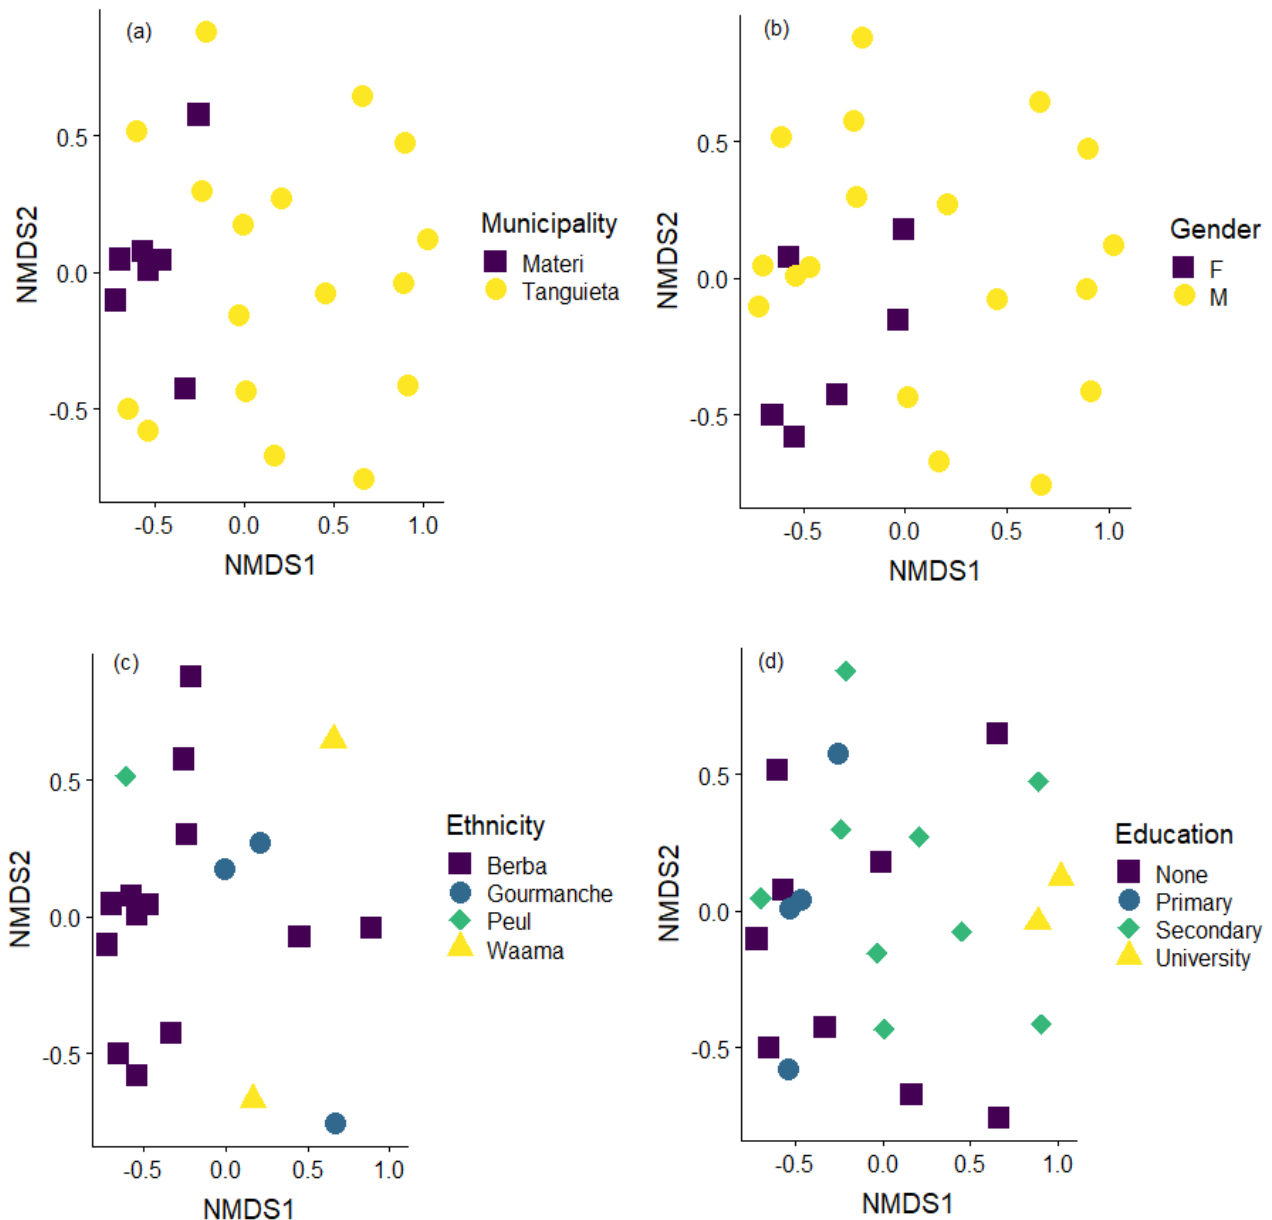 (a)
0.5
0.0
-0.5
NMDS2
-0.5 0.0 0.5 1.0
NMDS1
Municipality
Materi
Tanguieta
(b)
0.5
0.0
-0.5
NMDS2
-0.5 0.0 0.5 1.0
NMDS1
Gender
F
M
(c)
0.5
0.0
-0.5
NMDS2
-0.5 0.0 0.5 1.0
NMDS1
Ethnicity
Berba
Gourmanche
Peul
Waama
(d)
0.5
0.0
-0.5
NMDS2
-0.5 0.0 0.5 1.0
NMDS1
Education
None
Primary
Secondary
University